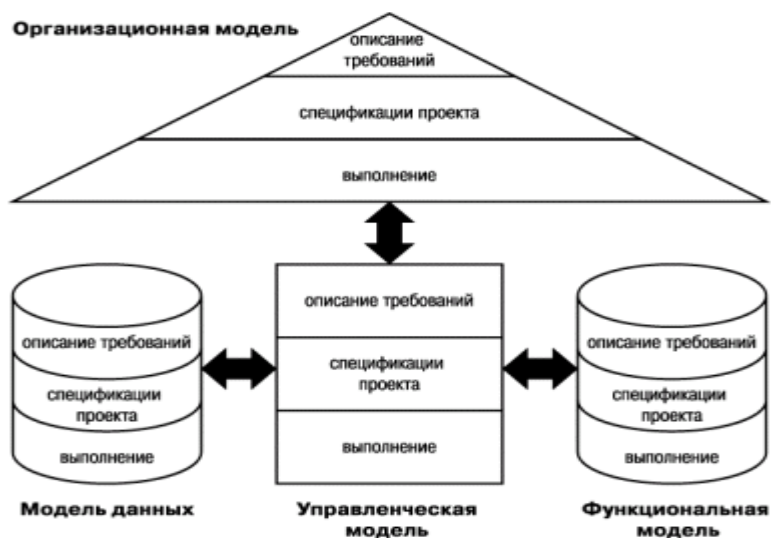 Организационная модель
описание
требований
спецификации проекта
выполнение
описание требований
спецификации
проекта
выполнение
Модель данных
описание требований
спецификации
проекта
выполнение
Управленческая
модель
описание требований
спецификации
проекта
выполнение
Функциональная
модель